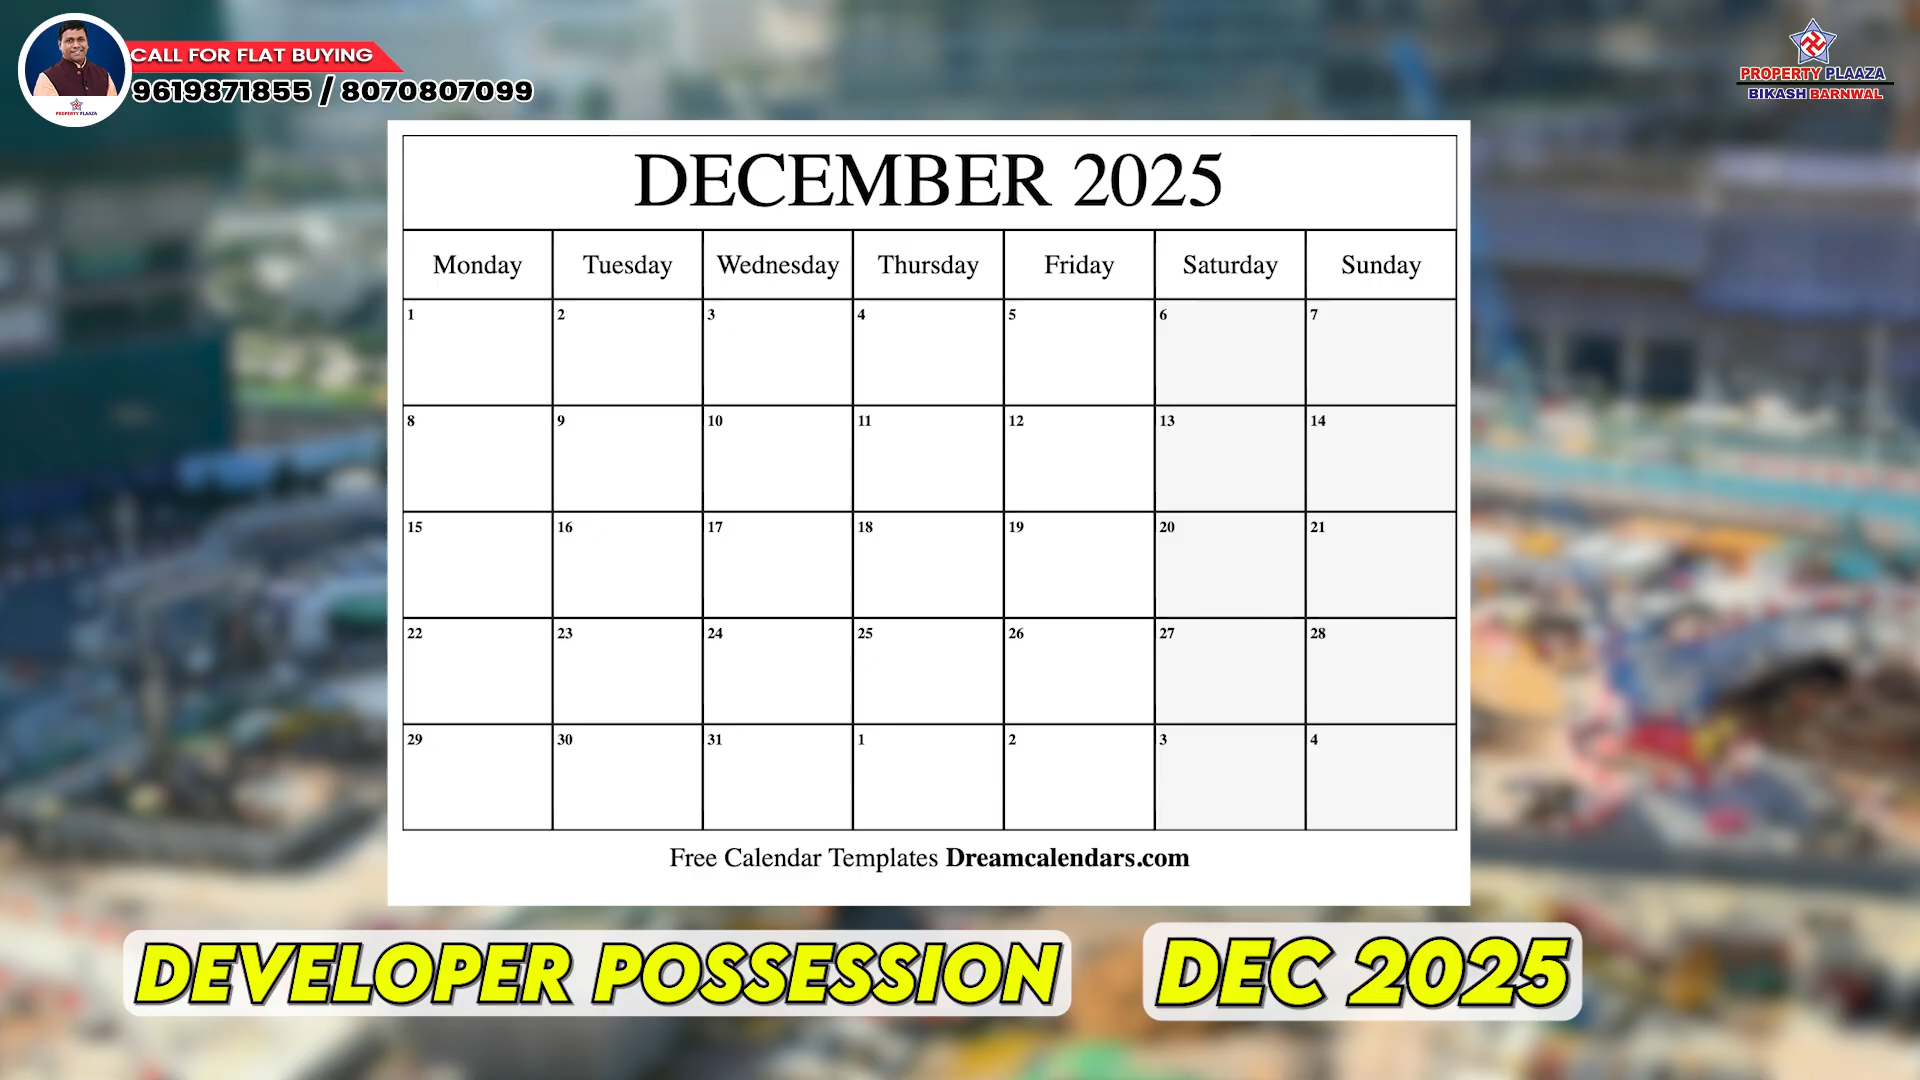 CALL FOR FLAT BUYING
9619871855 / 8070807099
PROPERTY PLAAZA
PROPERTY PLAAZA
BIKASH BARNWAL
DECEMBER 2025
Monday Tuesday Wednesday Thursday Friday Saturday Sunday
1 2 3 4 5 6 7
8 9 10 11 12 13 14
15 16 17 18 19 20 21
22 23 24 25 26 27 28
29 30 31 1 2 3 4
Free Calendar Templates Dreamcalendars.com
DEVELOPER POSSESSION DEC 2025